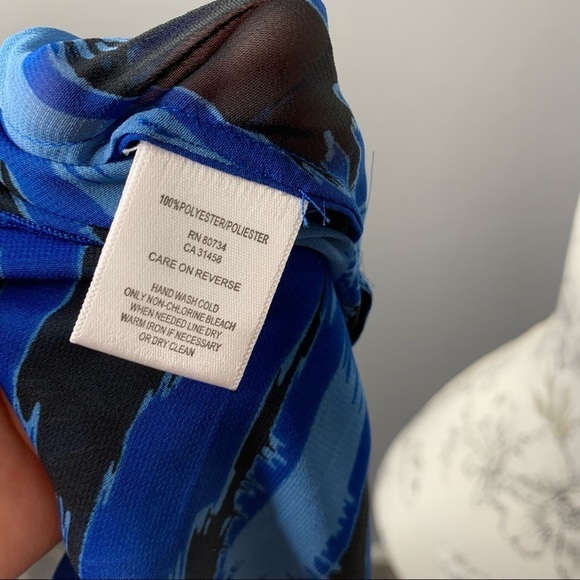 100%POLYESTER/POLIESTER
RN 80734
CA 31458
CARE ON REVERSE
HAND WASH COLD
ONLY NON-CHLORINE BLEACH
WHEN NEEDED LINE DRY
WARM IRON IF NECESSARY
OR DRY CLEAN